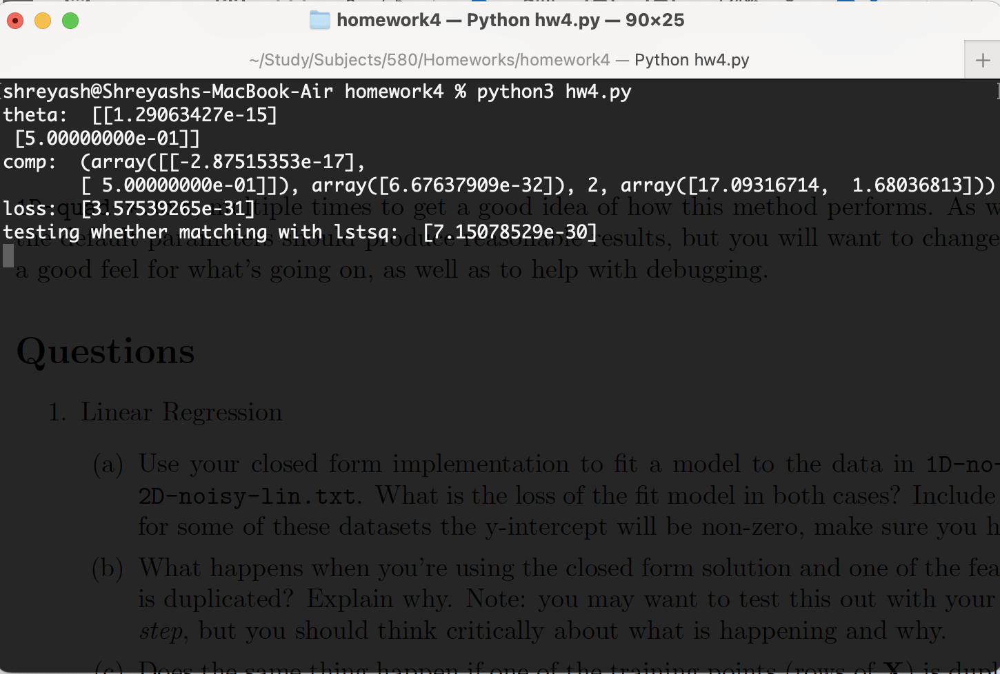 homework4 — Python hw4.py — 90×25
~/Study/Subjects/580/Homeworks/homework4 — Python hw4.py
+
[shreyash@Shreyashs-MacBook-Air homework4 % python3 hw4.py ]
theta:  [[1.29063427e-15]
 [5.00000000e-01]]
comp:  (array([[-2.87515353e-17],
       [ 5.00000000e-01]]), array([6.67637909e-32]), 2, array([17.09316714,  1.68036813]))
loss:  [3.57539265e-31]
multiple times to get a good idea of how this method performs. As w
testing whether matching with lstsq:  [7.15078529e-30]
the default parameters should produce reasonable results, but you will want to change
a good feel for what's going on, as well as to help with debugging.
Questions
1. Linear Regression
(a) Use your closed form implementation to fit a model to the data in 1D-no-
2D-noisy-lin.txt. What is the loss of the fit model in both cases? Include
for some of these datasets the y-intercept will be non-zero, make sure you h
(b) What happens when you're using the closed form solution and one of the fea
is duplicated? Explain why. Note: you may want to test this out with your
step, but you should think critically about what is happening and why.
(c) Does the same thing happen if one of the training points (rows of X) is dupl